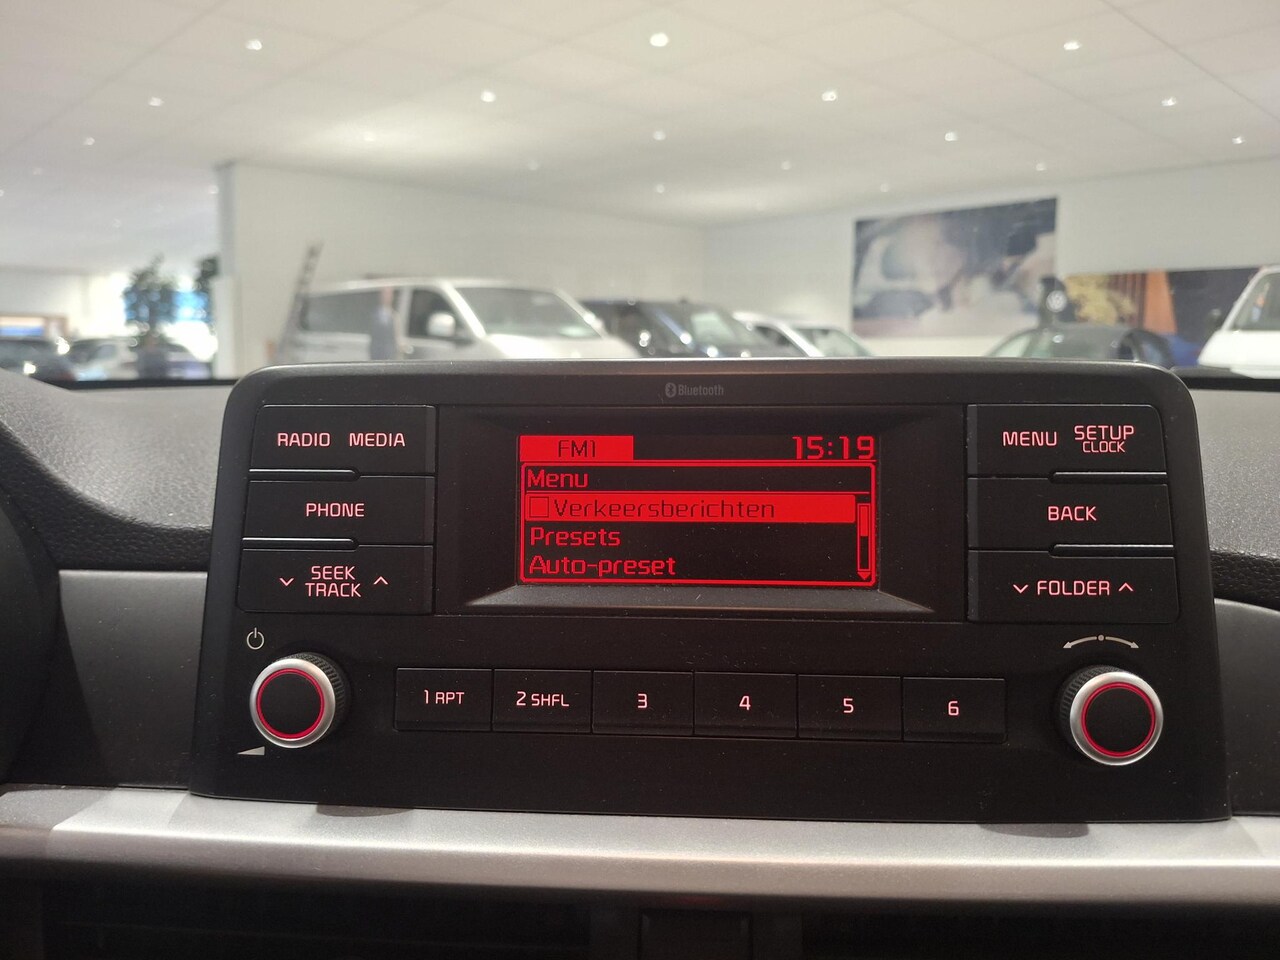 Bluetooth
RADIO MEDIA
PHONE
SEEK
TRACK
FM1 15:19
Menu
Verkeersberichten
Presets
Auto-preset
MENU SETUP
CLOCK
BACK
FOLDER
1 RPT
2 SHFL
3
4
5
6